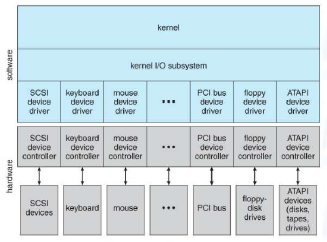 software
kernel
kernel I/O subsystem
SCSI
device
driver
keyboard
device
driver
mouse
device
driver
•••
PCI bus
device
driver
floppy
device
driver
ATAPI
device
driver
hardware
SCSI
device
controller
keyboard
device
controller
mouse
device
controller
•••
PCI bus
device
controller
floppy
device
controller
ATAPI
device
controller
SCSI
devices
keyboard
mouse
•••
PCI bus
floppy-
disk
drives
ATAPI
devices
(disks,
tapes,
drives)